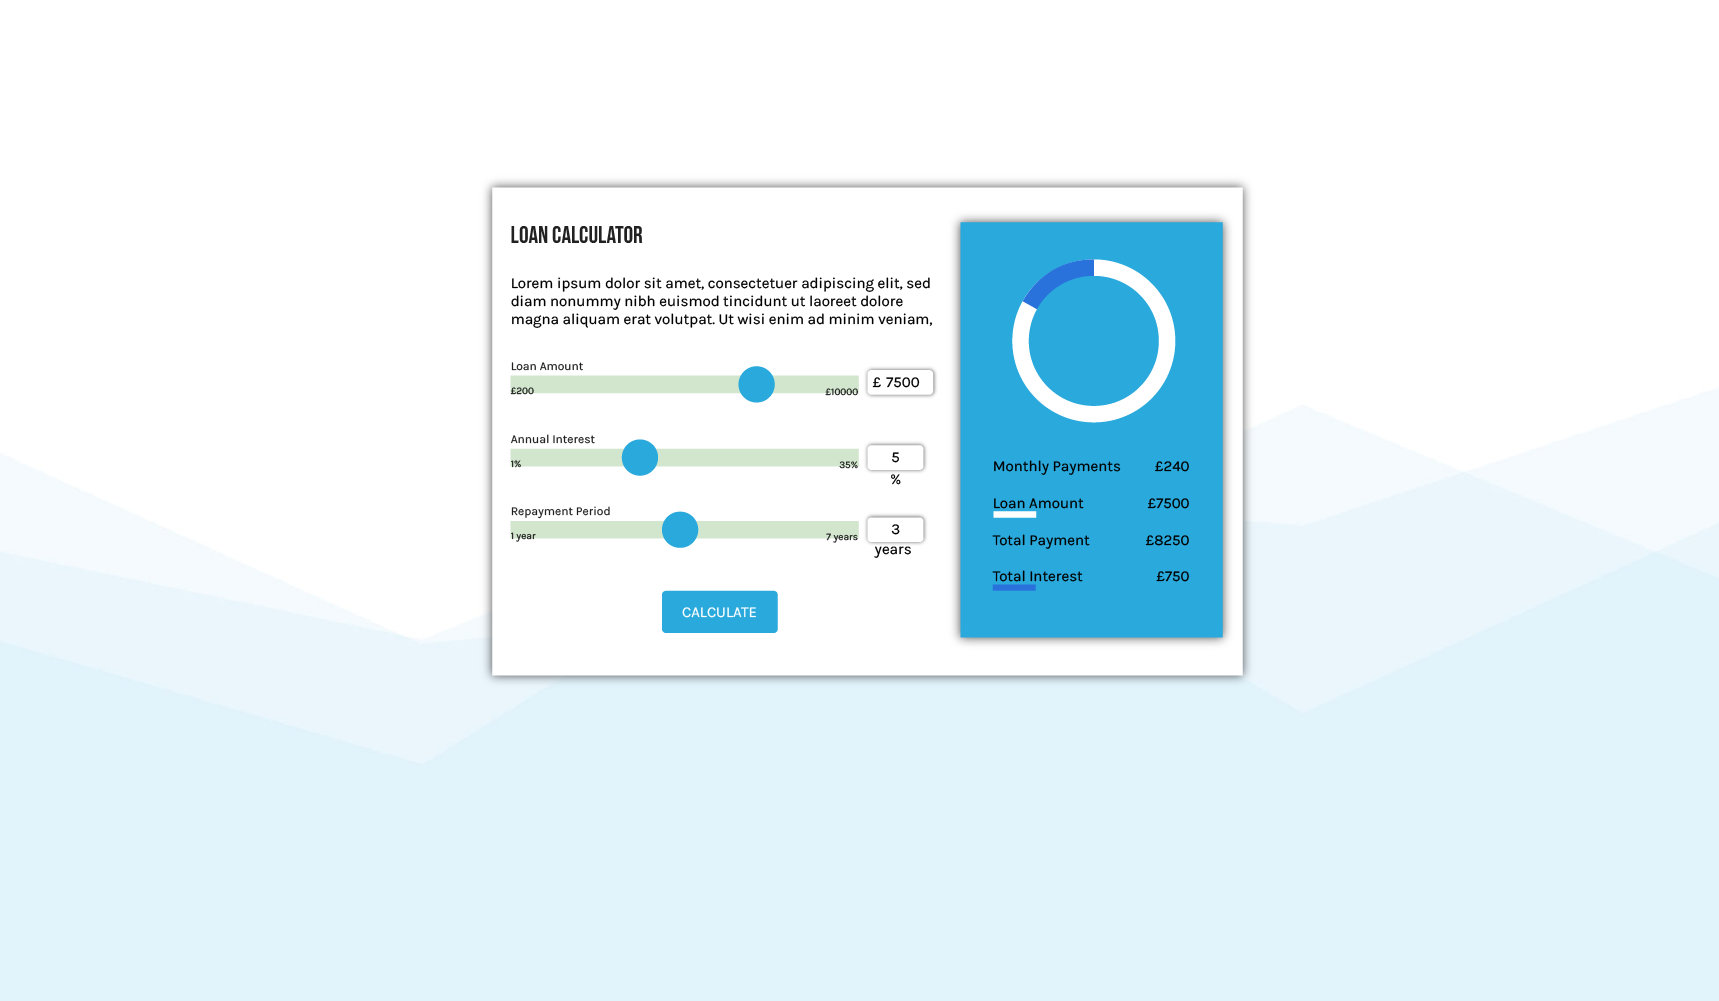 LOAN CALCULATOR
Lorem ipsum dolor sit amet, consectetuer adipiscing elit, sed
diam nonummy nibh euismod tincidunt ut laoreet dolore
magna aliquam erat volutpat. Ut wisi enim ad minim veniam,
Loan Amount
£200
£10000
£ 7500
Annual Interest
1%
35%
5
%
Repayment Period
1 year
7 years
3
years
CALCULATE
Monthly Payments £240
Loan Amount £7500
Total Payment £8250
Total Interest £750